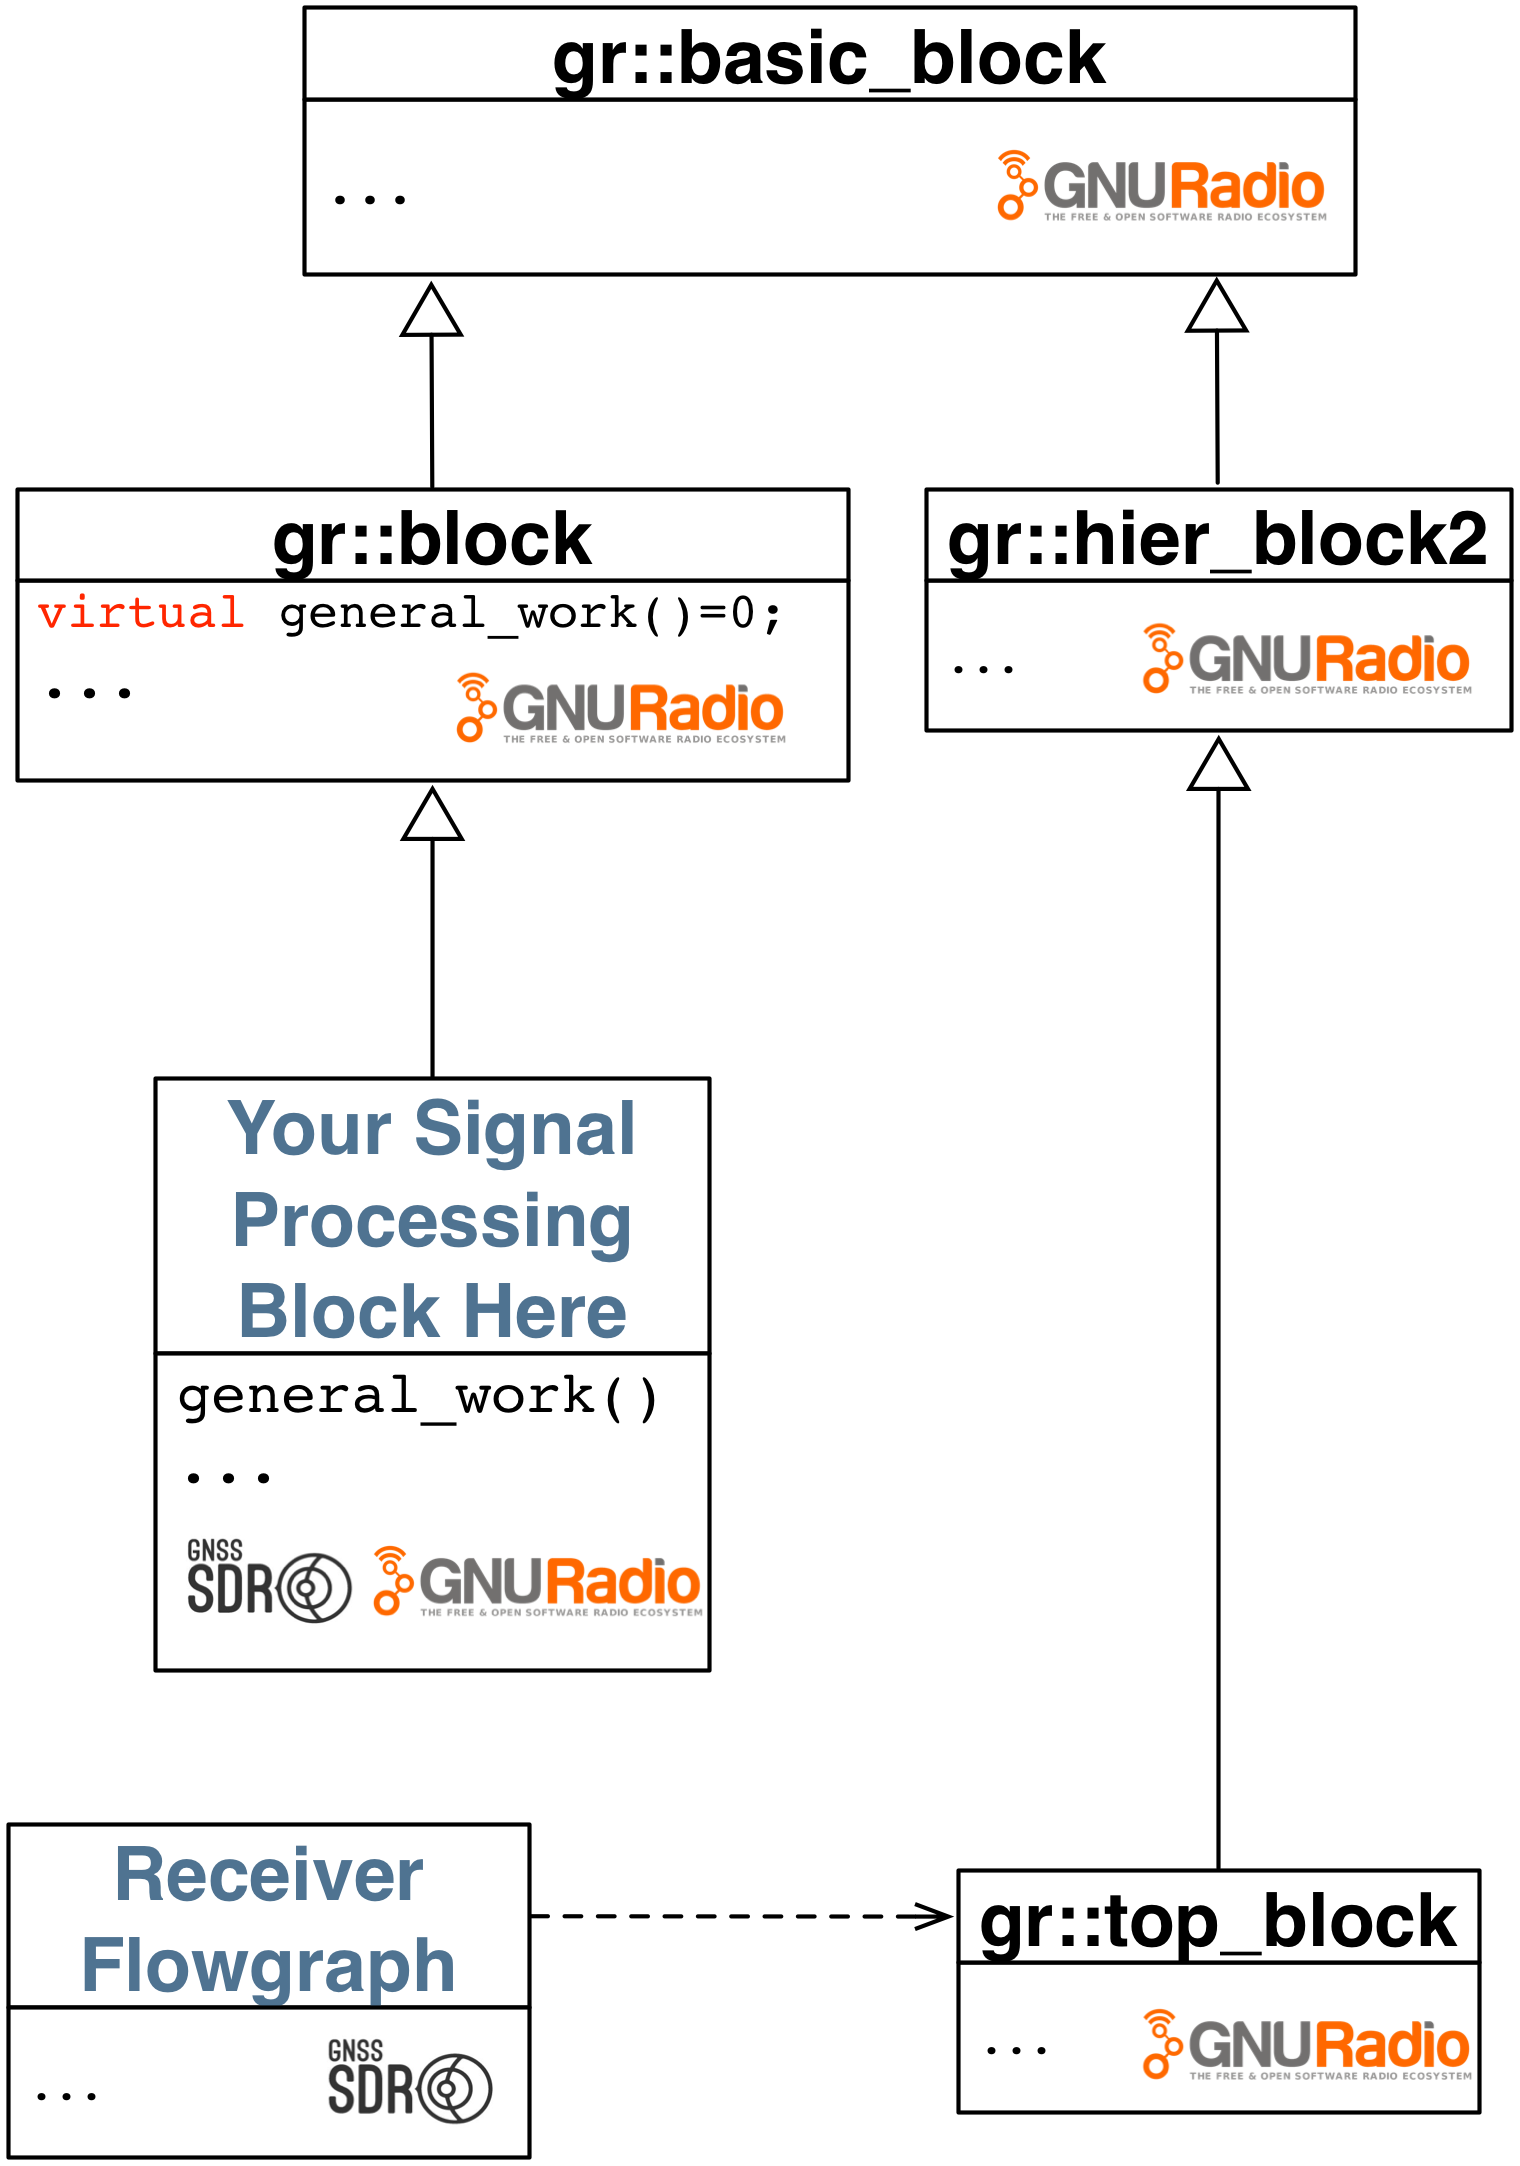 gr::basic_block
...
GNURadio
THE FREE & OPEN SOFTWARE RADIO ECOSYSTEM
gr::block
virtual general_work()=0;
...
GNURadio
THE FREE & OPEN SOFTWARE RADIO ECOSYSTEM
gr::hier_block2
...
GNURadio
THE FREE & OPEN SOFTWARE RADIO ECOSYSTEM
Your Signal
Processing
Block Here
general_work()
...
GNSS
SDR
GNURadio
THE FREE & OPEN SOFTWARE RADIO ECOSYSTEM
Receiver
Flowgraph
...
GNSS
SDR
gr::top_block
...
GNURadio
THE FREE & OPEN SOFTWARE RADIO ECOSYSTEM